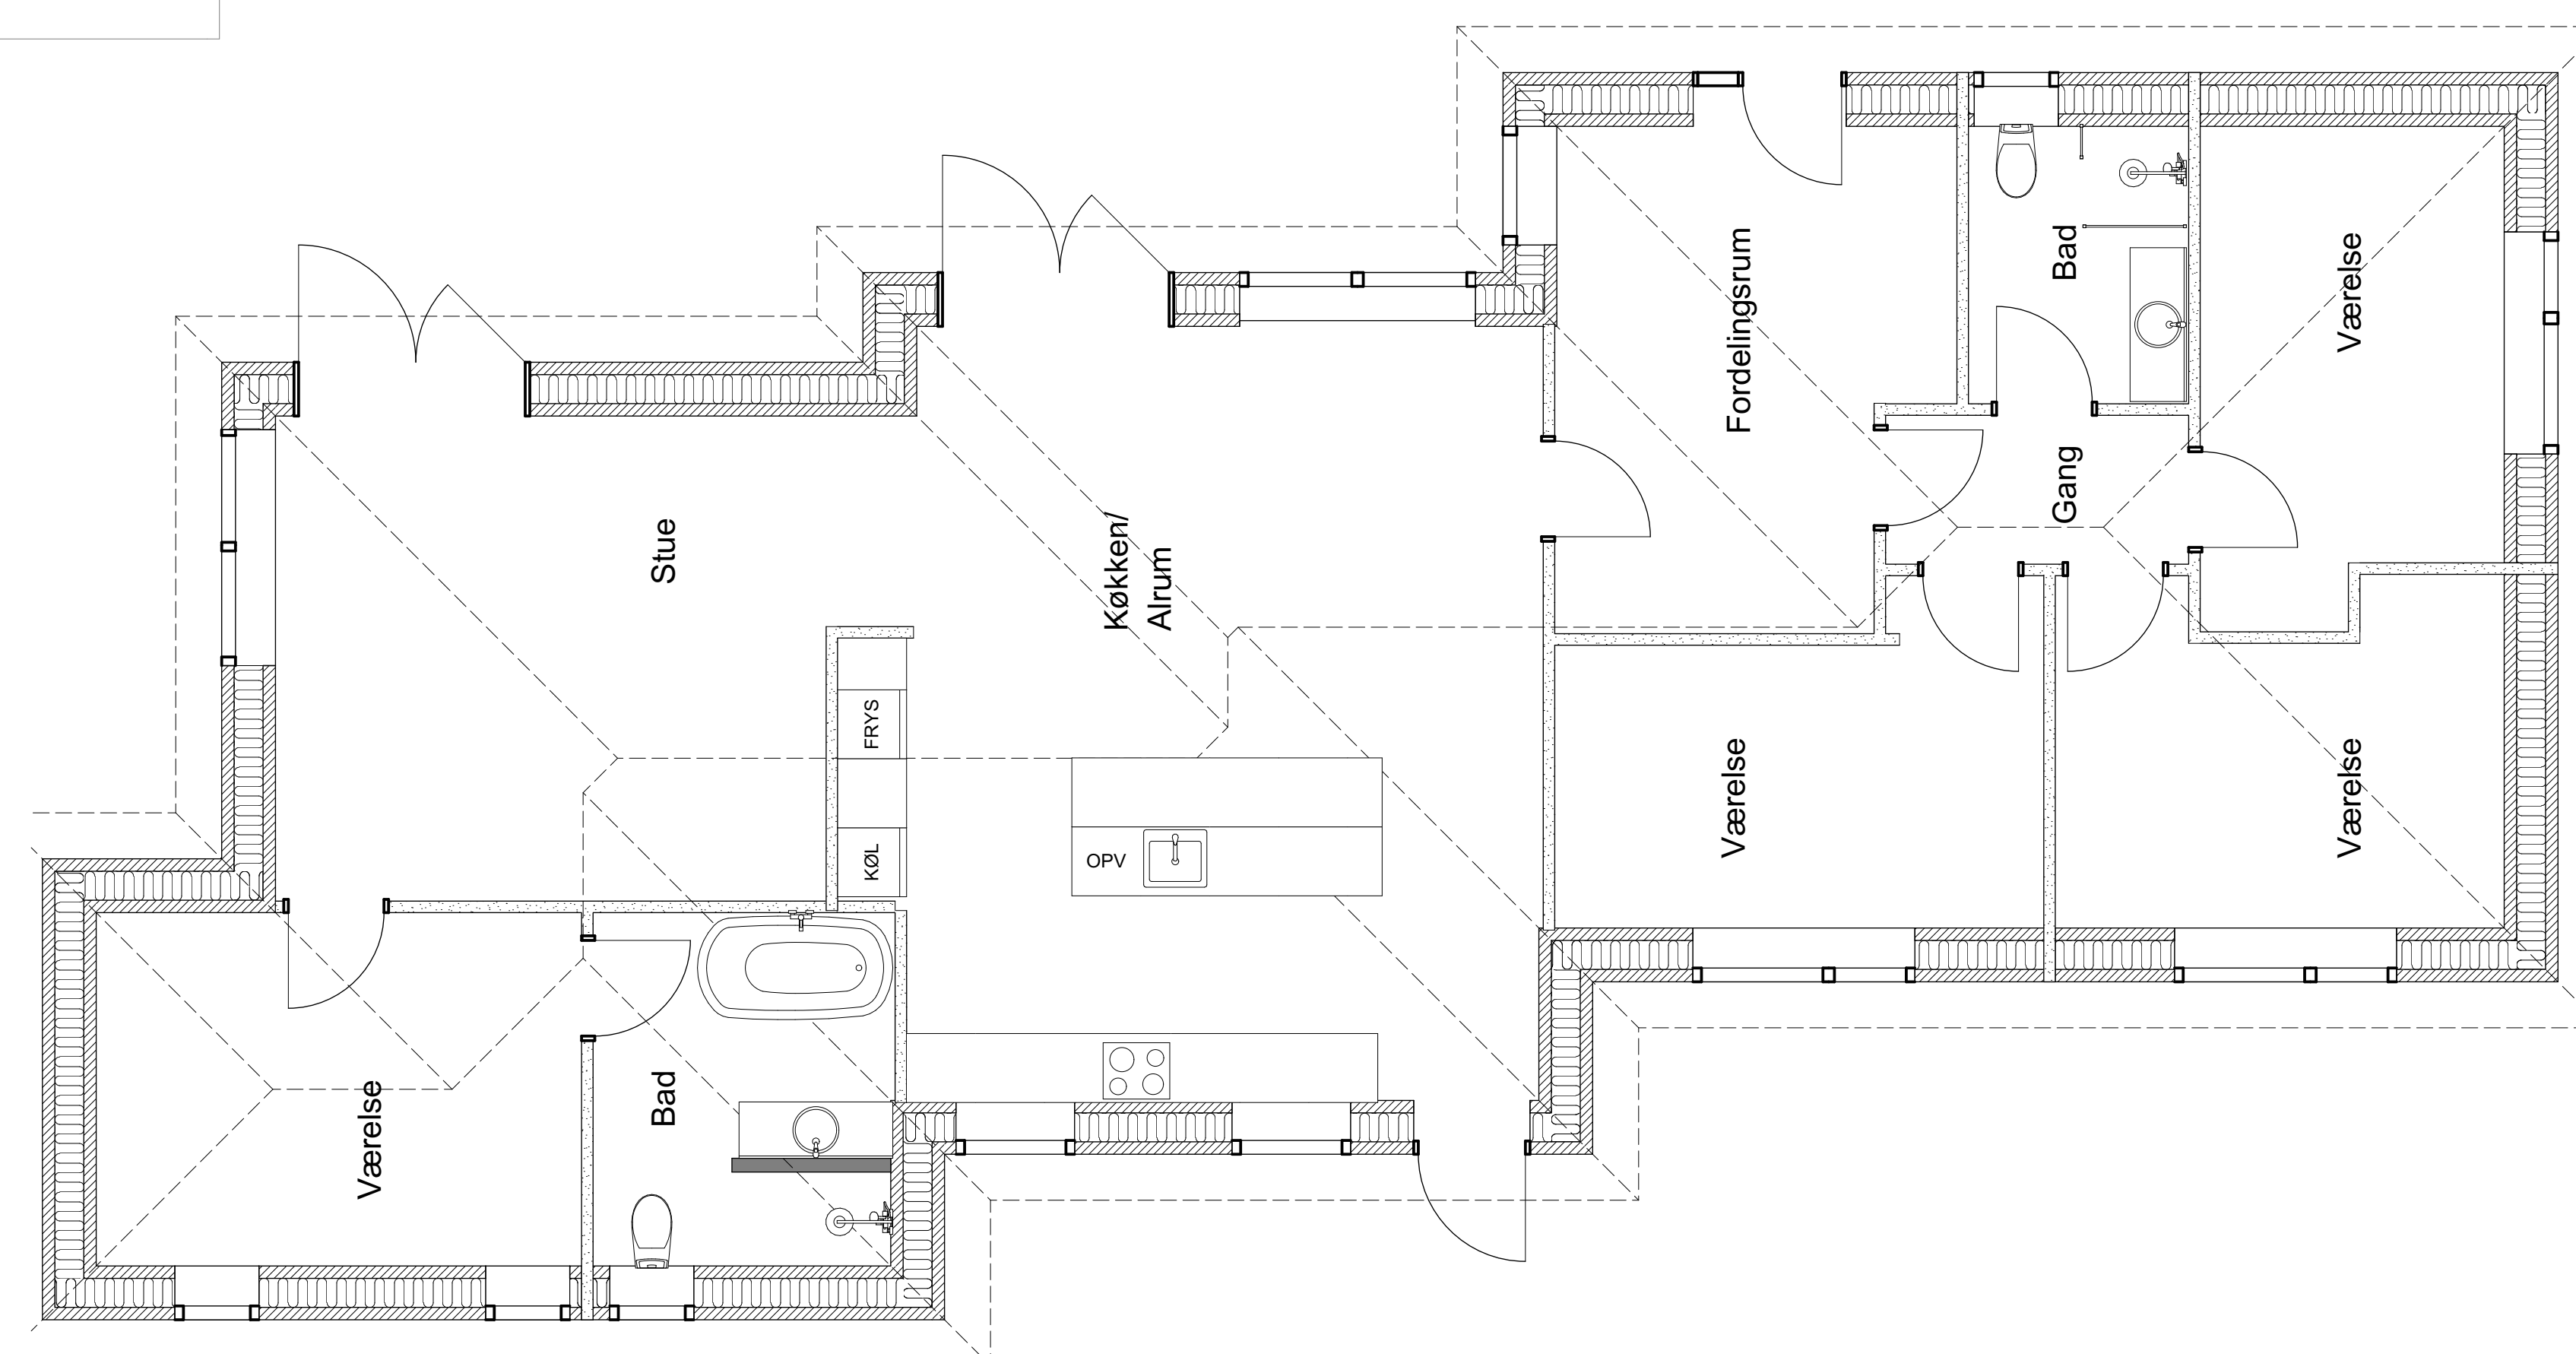 Fordelingsrum
Bad
Værelse
Stue
Køkken/
Alrum
Gang
FRYS
KØL
OPV
Værelse
Værelse
Værelse
Bad